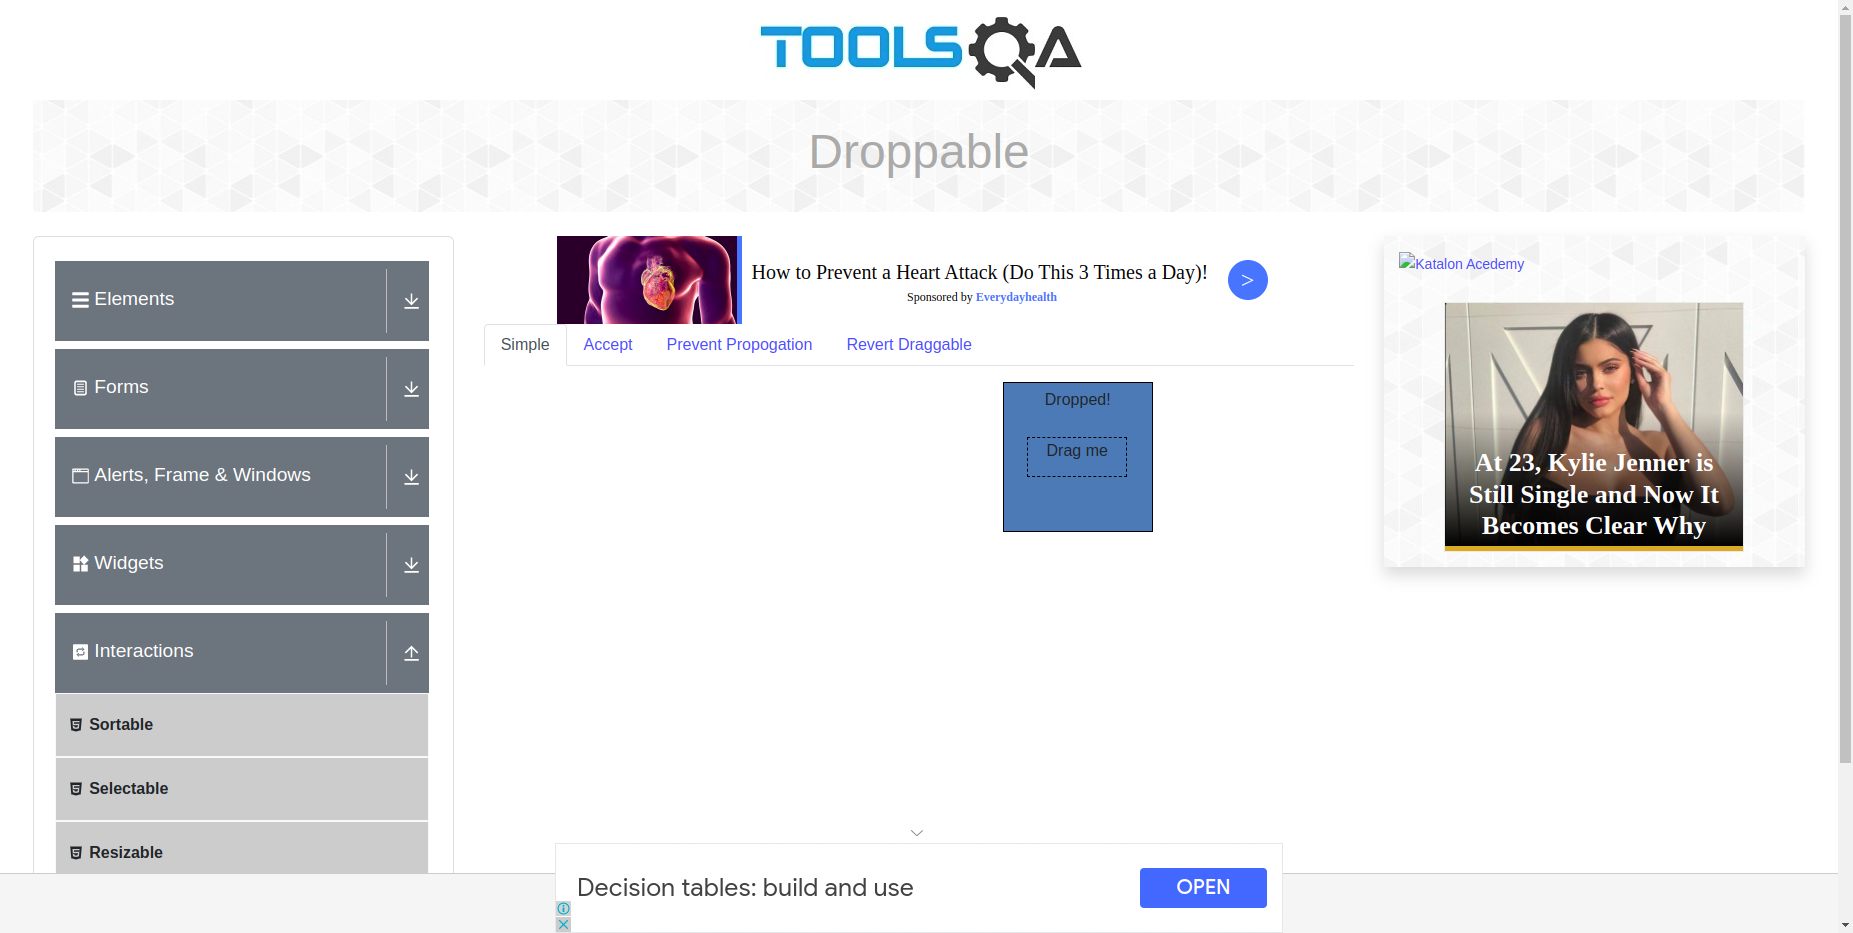 TOOLSQA
Droppable
Elements
Forms
Alerts, Frame & Windows
Widgets
Interactions
Sortable
Selectable
Resizable
How to Prevent a Heart Attack (Do This 3 Times a Day)!
Sponsored by Everydayhealth
>
Simple
Accept
Prevent Propogation
Revert Draggable
Dropped!
Drag me
Katalon Acedemy
At 23, Kylie Jenner is
Still Single and Now It
Becomes Clear Why
Decision tables: build and use
OPEN